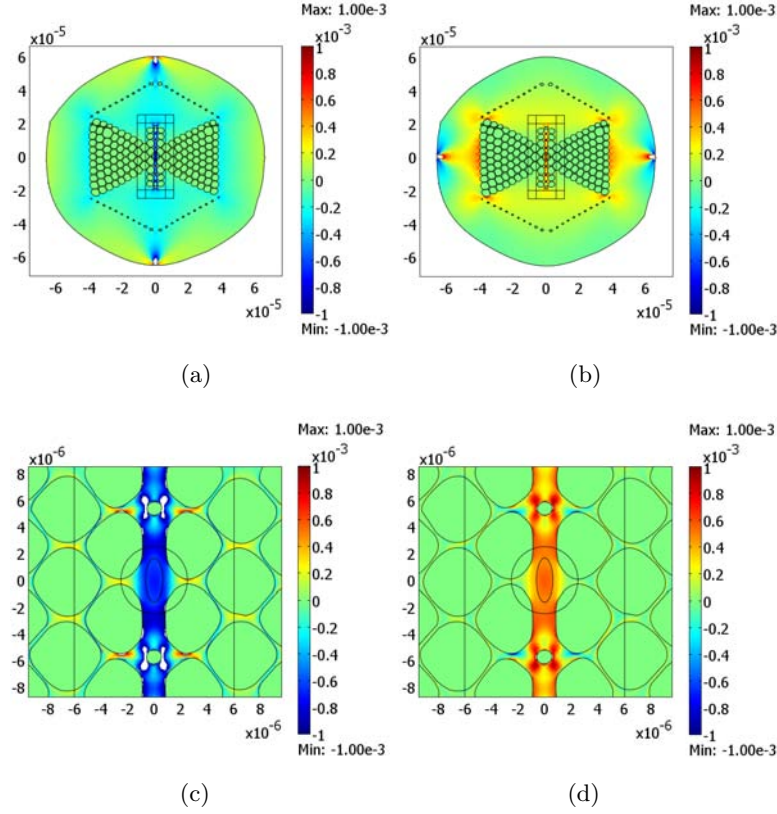 Max: 1.00e-3
x10⁻⁵
x10⁻³
6
4
2
0
-2
-4
-6
-6 -4 -2 0 2 4 6
x10⁻⁵
1
0.8
0.6
0.4
0.2
0
-0.2
-0.4
-0.6
-0.8
-1
Min: -1.00e-3
(a)
Max: 1.00e-3
x10⁻⁵
x10⁻³
6
4
2
0
-2
-4
-6
-6 -4 -2 0 2 4 6
x10⁻⁵
1
0.8
0.6
0.4
0.2
0
-0.2
-0.4
-0.6
-0.8
-1
Min: -1.00e-3
(b)
Max: 1.00e-3
x10⁻⁶
x10⁻³
8
6
4
2
0
-2
-4
-6
-8
-8 -6 -4 -2 0 2 4 6 8
x10⁻⁶
1
0.8
0.6
0.4
0.2
0
-0.2
-0.4
-0.6
-0.8
-1
Min: -1.00e-3
(c)
Max: 1.00e-3
x10⁻⁶
x10⁻³
8
6
4
2
0
-2
-4
-6
-8
-8 -6 -4 -2 0 2 4 6 8
x10⁻⁶
1
0.8
0.6
0.4
0.2
0
-0.2
-0.4
-0.6
-0.8
-1
Min: -1.00e-3
(d)